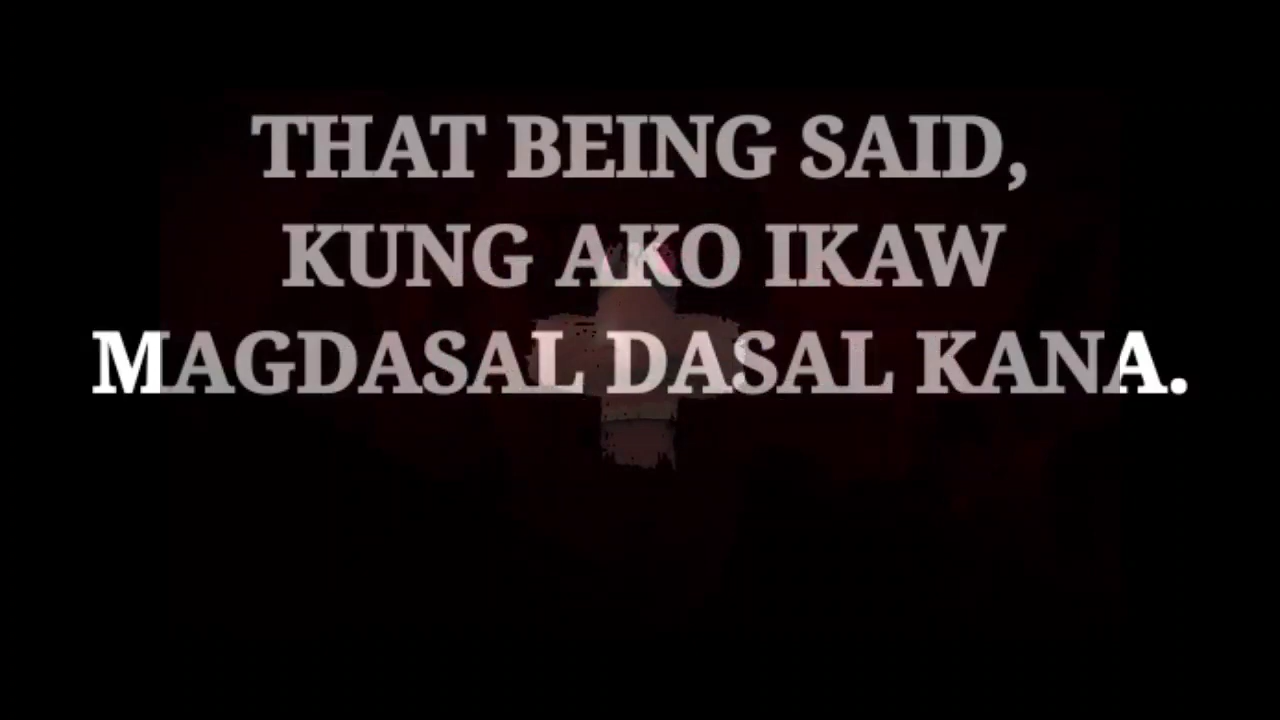 THAT BEING SAID,
KUNG AKO IKAW
MAGDASAL DASAL KANA.